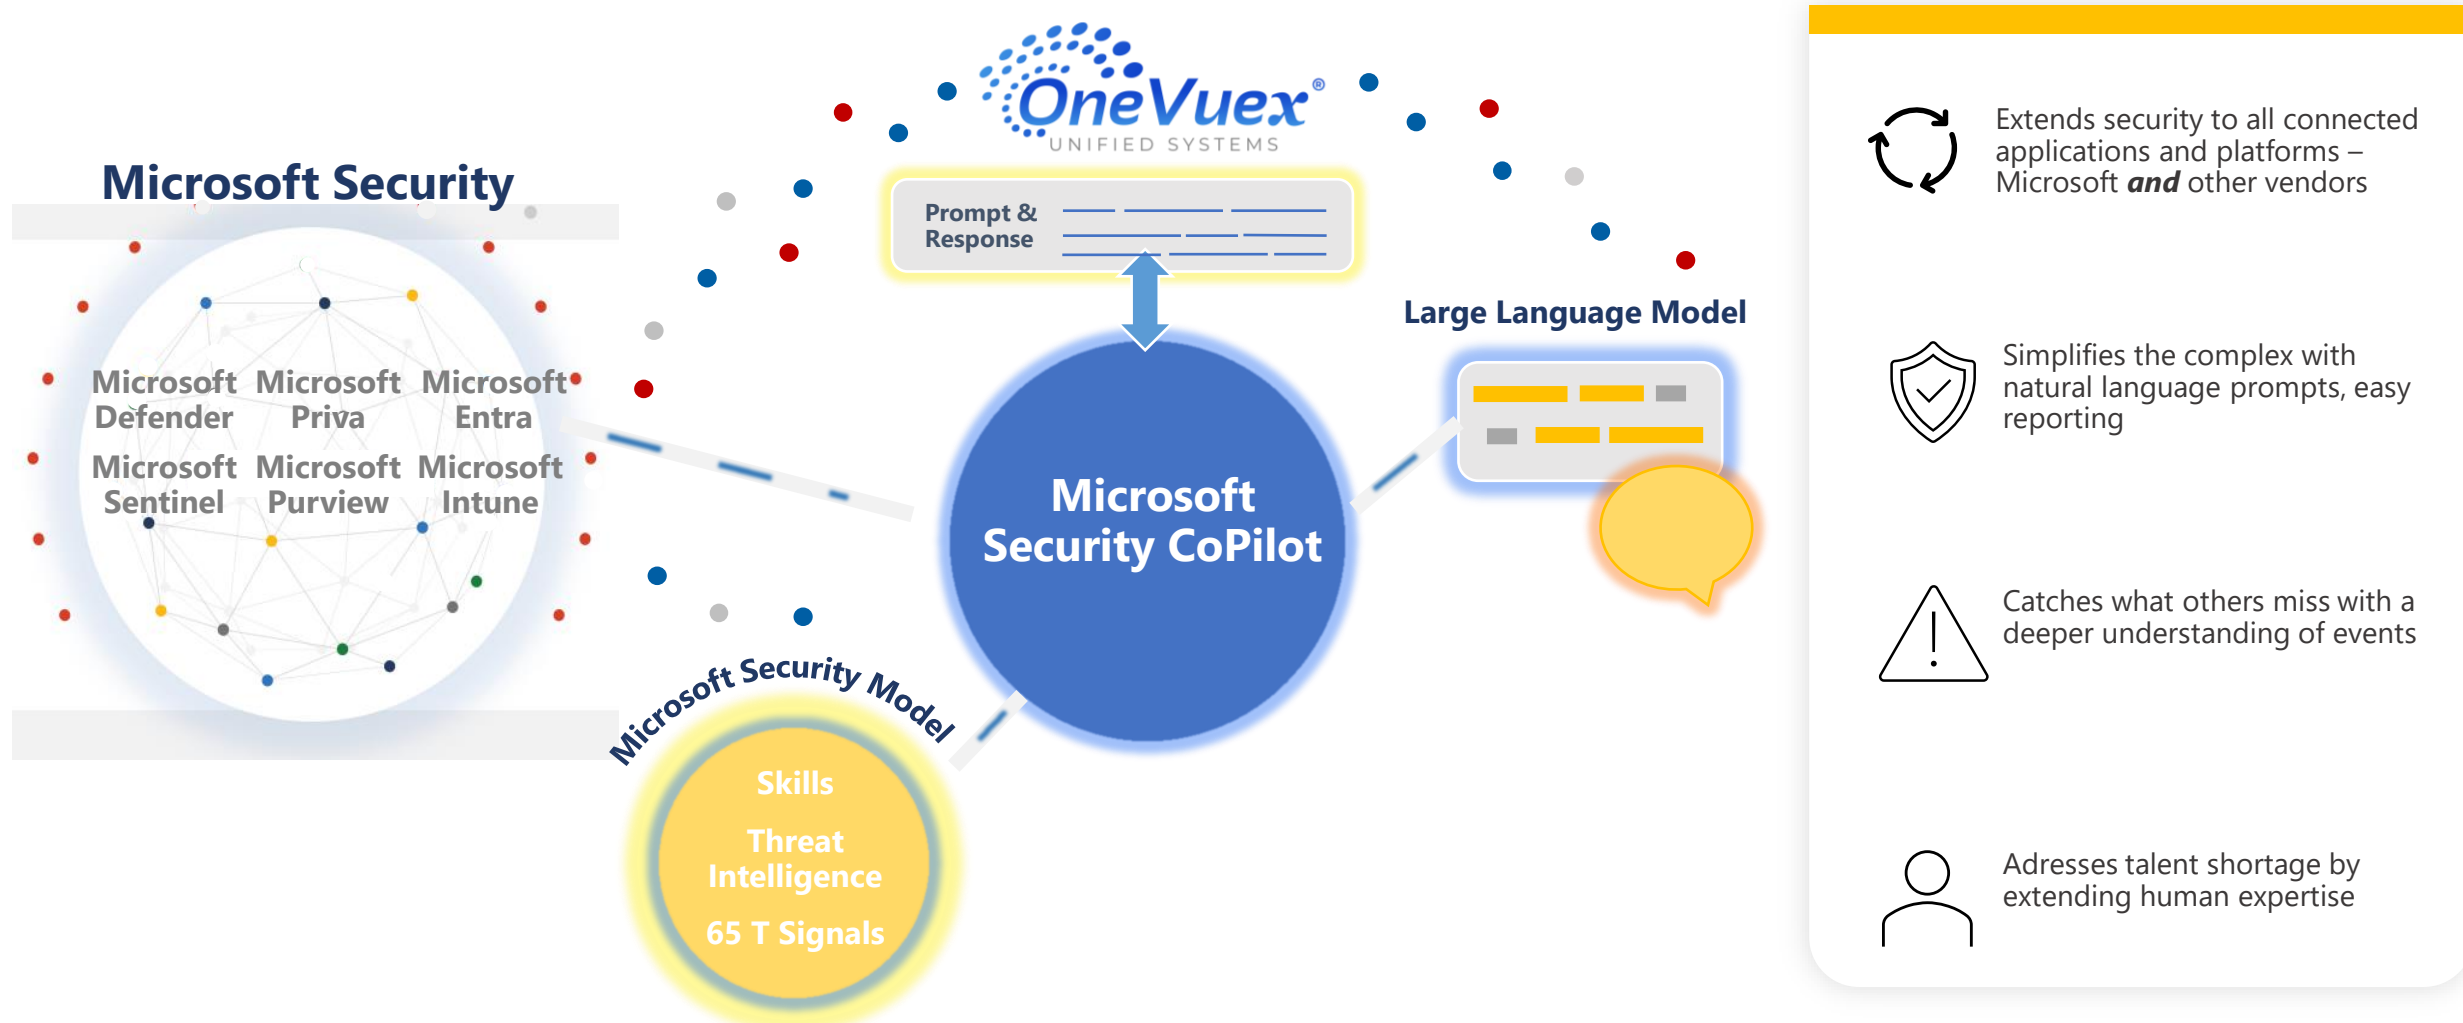 OneVuex®
UNIFIED SYSTEMS
Microsoft Security
Microsoft
Defender
Microsoft
Priva
Microsoft
Entra
Microsoft
Sentinel
Microsoft
Purview
Microsoft
Intune
Prompt &
Response
Large Language Model
Microsoft
Security CoPilot
Microsoft Security Model
Skills
Threat
Intelligence
65 T Signals
Extends security to all connected
applications and platforms –
Microsoft and other vendors
Simplifies the complex with
natural language prompts, easy
reporting
Catches what others miss with a
deeper understanding of events
Adresses talent shortage by
extending human expertise